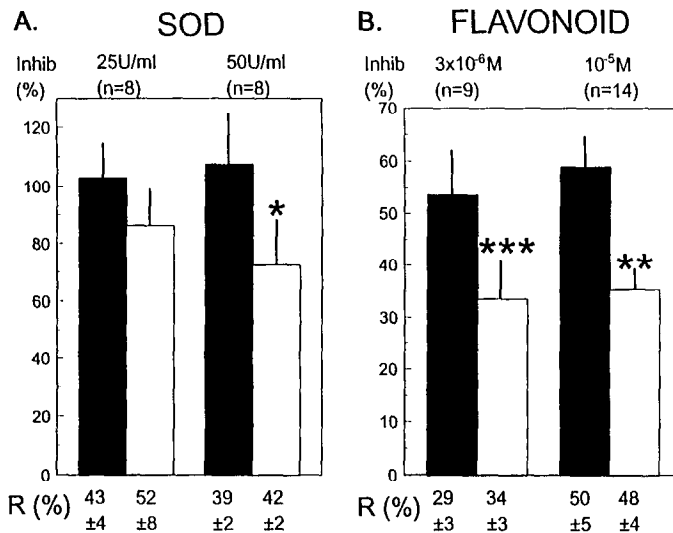 A. SOD
Inhib (%)
25U/ml (n=8)
50U/ml (n=8)
120
100
80
60
40
20
0
*
R (%)
43 ±4
52 ±8
39 ±2
42 ±2
B. FLAVONOID
Inhib (%)
3x10⁻⁶M (n=9)
10⁻⁵M (n=14)
70
60
50
40
30
20
10
0
***
**
R (%)
29 ±3
34 ±3
50 ±5
48 ±4